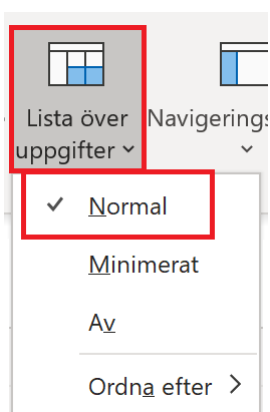 Lista över Navigerings
uppgifter
Normal
Minimerat
Av
Ordna efter